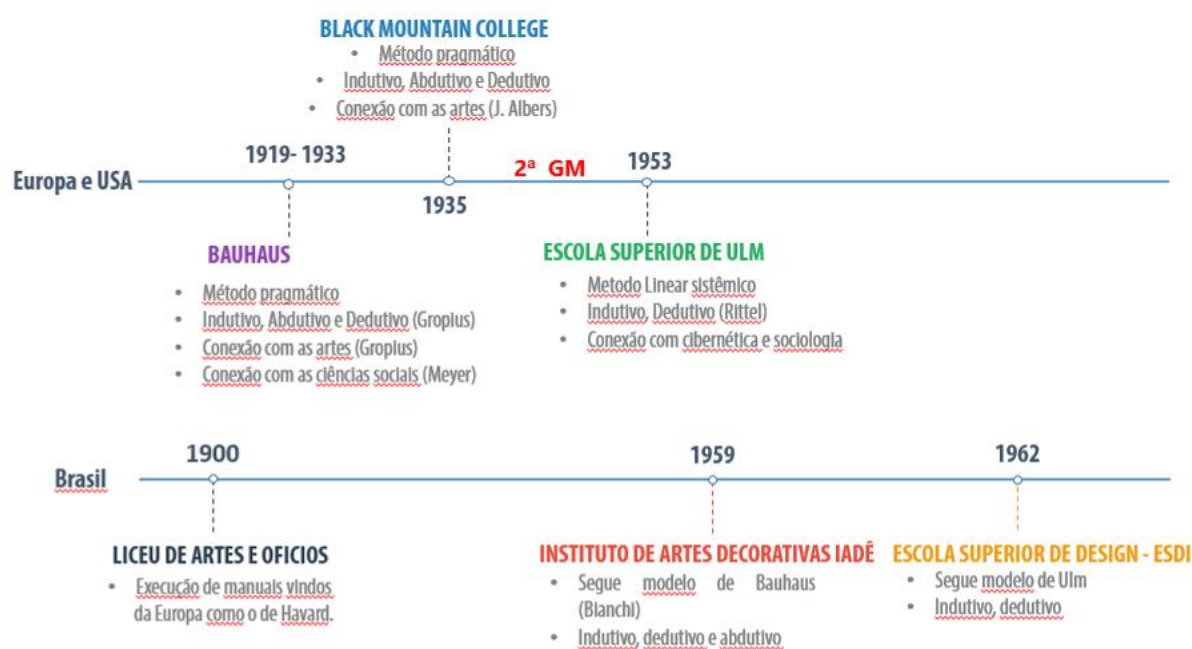 BLACK MOUNTAIN COLLEGE
• Método pragmático
• Indutivo, Abdutivo e Dedutivo
• Conexão com as artes (J. Albers)
1919- 1933
2ª GM
1953
Europa e USA
1935
BAUHAUS
• Método pragmático
• Indutivo, Abdutivo e Dedutivo (Gropius)
• Conexão com as artes (Gropius)
• Conexão com as ciências sociais (Meyer)
ESCOLA SUPERIOR DE ULM
• Metodo Linear sistêmico
• Indutivo, Dedutivo (Rittel)
• Conexão com cibernética e sociologia
1900
1959
1962
Brasil
LICEU DE ARTES E OFICIOS
• Execução de manuais vindos
da Europa como o de Havard.
INSTITUTO DE ARTES DECORATIVAS IADÊ
• Segue modelo de Bauhaus
(Bianchi)
• Indutivo, dedutivo e abdutivo
ESCOLA SUPERIOR DE DESIGN - ESDI
• Segue modelo de Ulm
• Indutivo, dedutivo